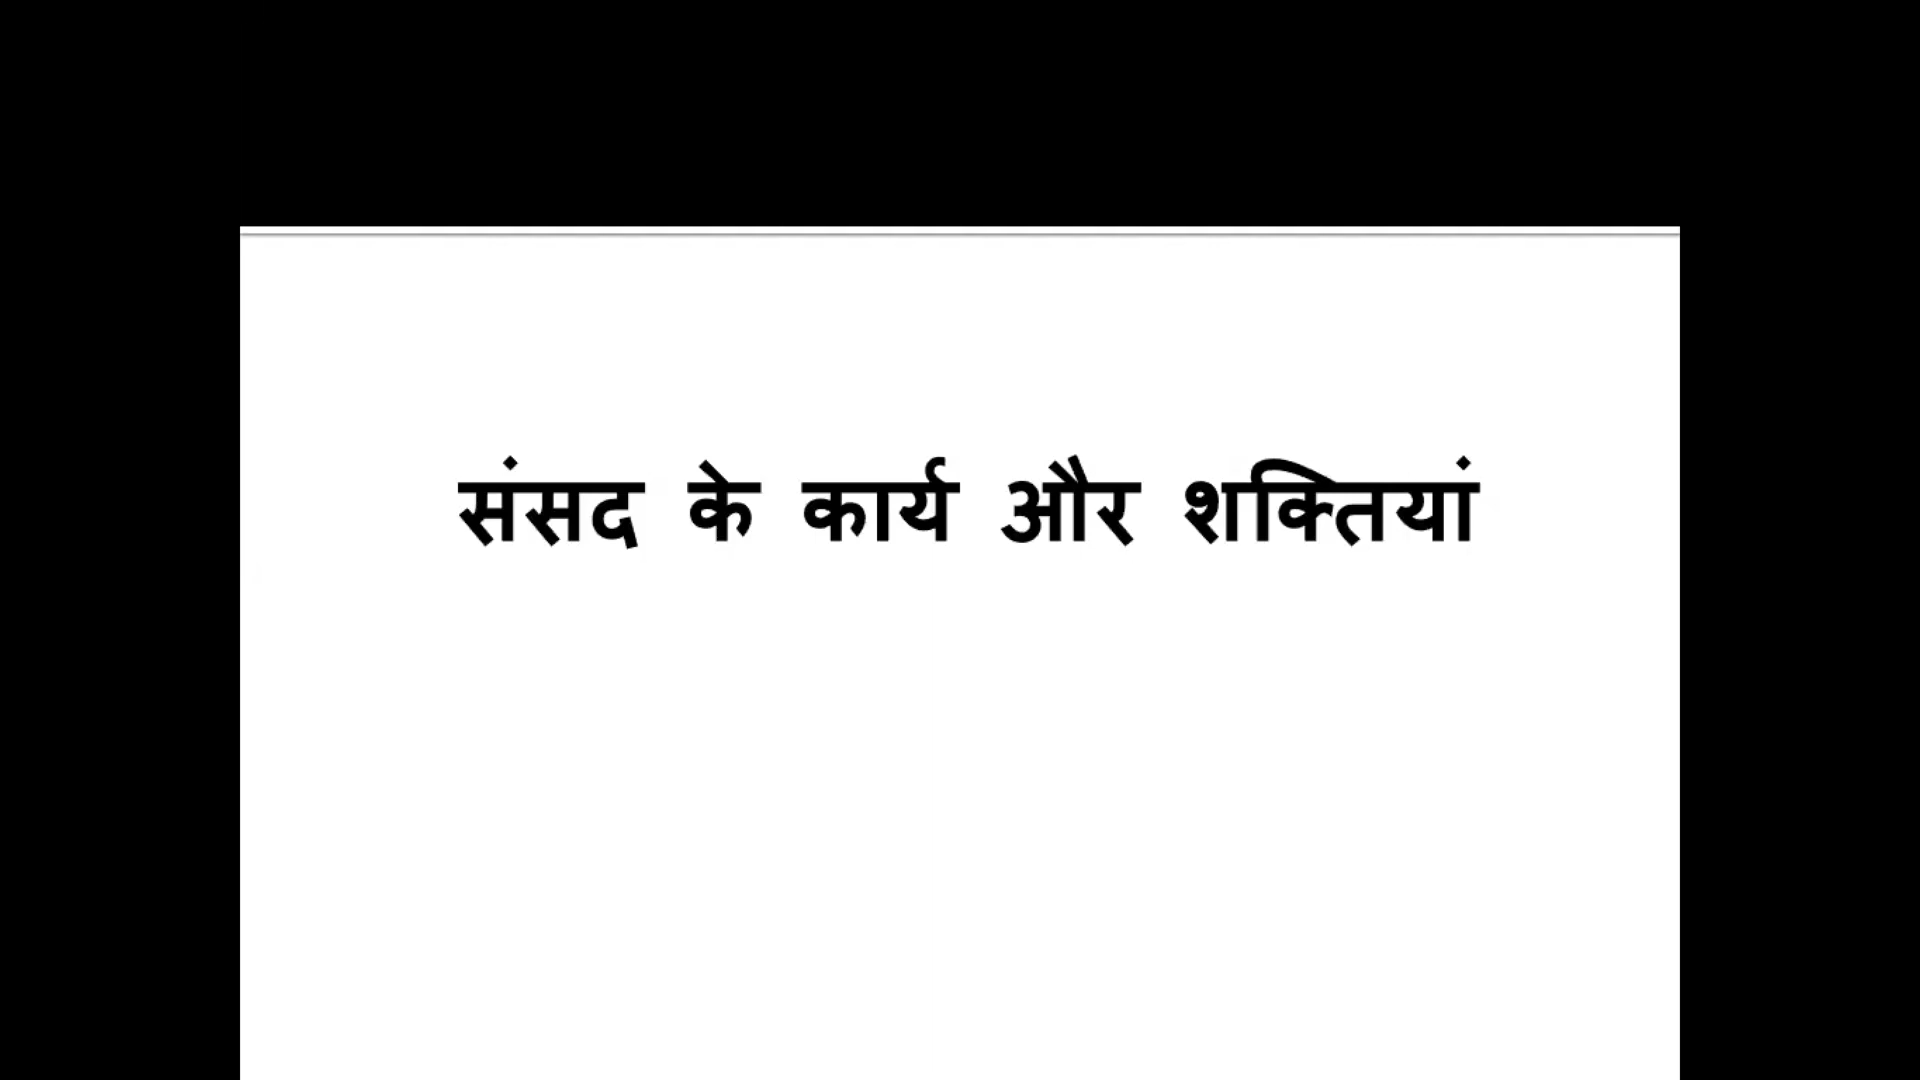 संसद के कार्य और शक्तियां